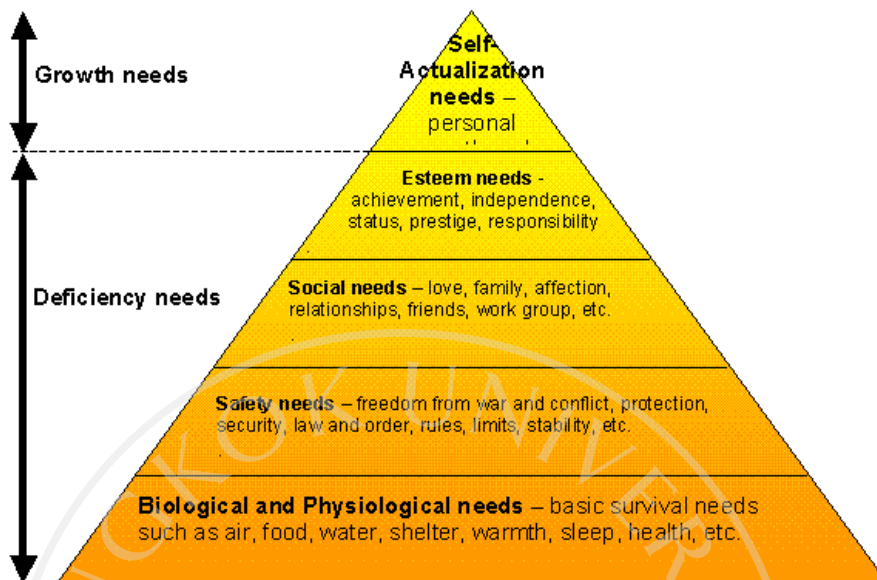 Growth needs
Self-
Actualization
needs –
personal
Esteem needs -
achievement, independence,
status, prestige, responsibility
Deficiency needs
Social needs – love, family, affection,
relationships, friends, work group, etc.
Safety needs – freedom from war and conflict, protection,
security, law and order, rules, limits, stability, etc.
Biological and Physiological needs – basic survival needs
such as air, food, water, shelter, warmth, sleep, health, etc.